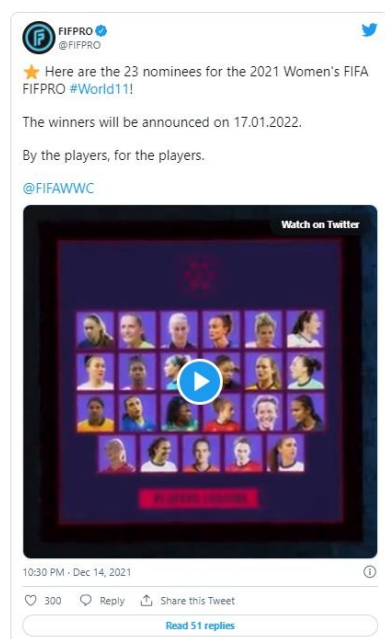 FIFPRO
@FIFPRO
⭐ Here are the 23 nominees for the 2021 Women's FIFA
FIFPRO #World11!
The winners will be announced on 17.01.2022.
By the players, for the players.
@FIFAWWC
Watch on Twitter
10:30 PM · Dec 14, 2021
300 Reply Share this Tweet
Read 51 replies